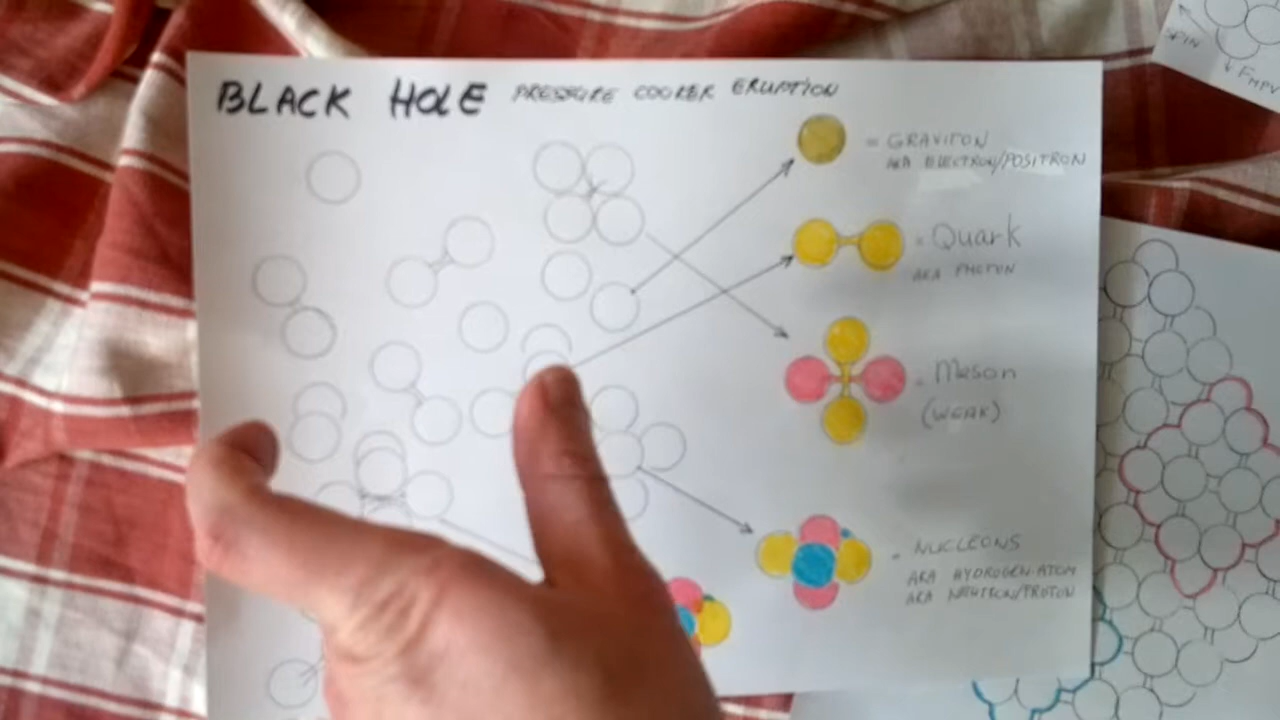 BLACK HOLE PRESSURE COOKER ERUPTION
= GRAVITON
AKA ELECTRON/POSITRON
= Quark
AKA PHOTON
= Meson
(WEAK)
= NUCLEONS
AKA HYDROGEN-ATOM
AKA NEUTRON/PROTON
SPIN
FMPV